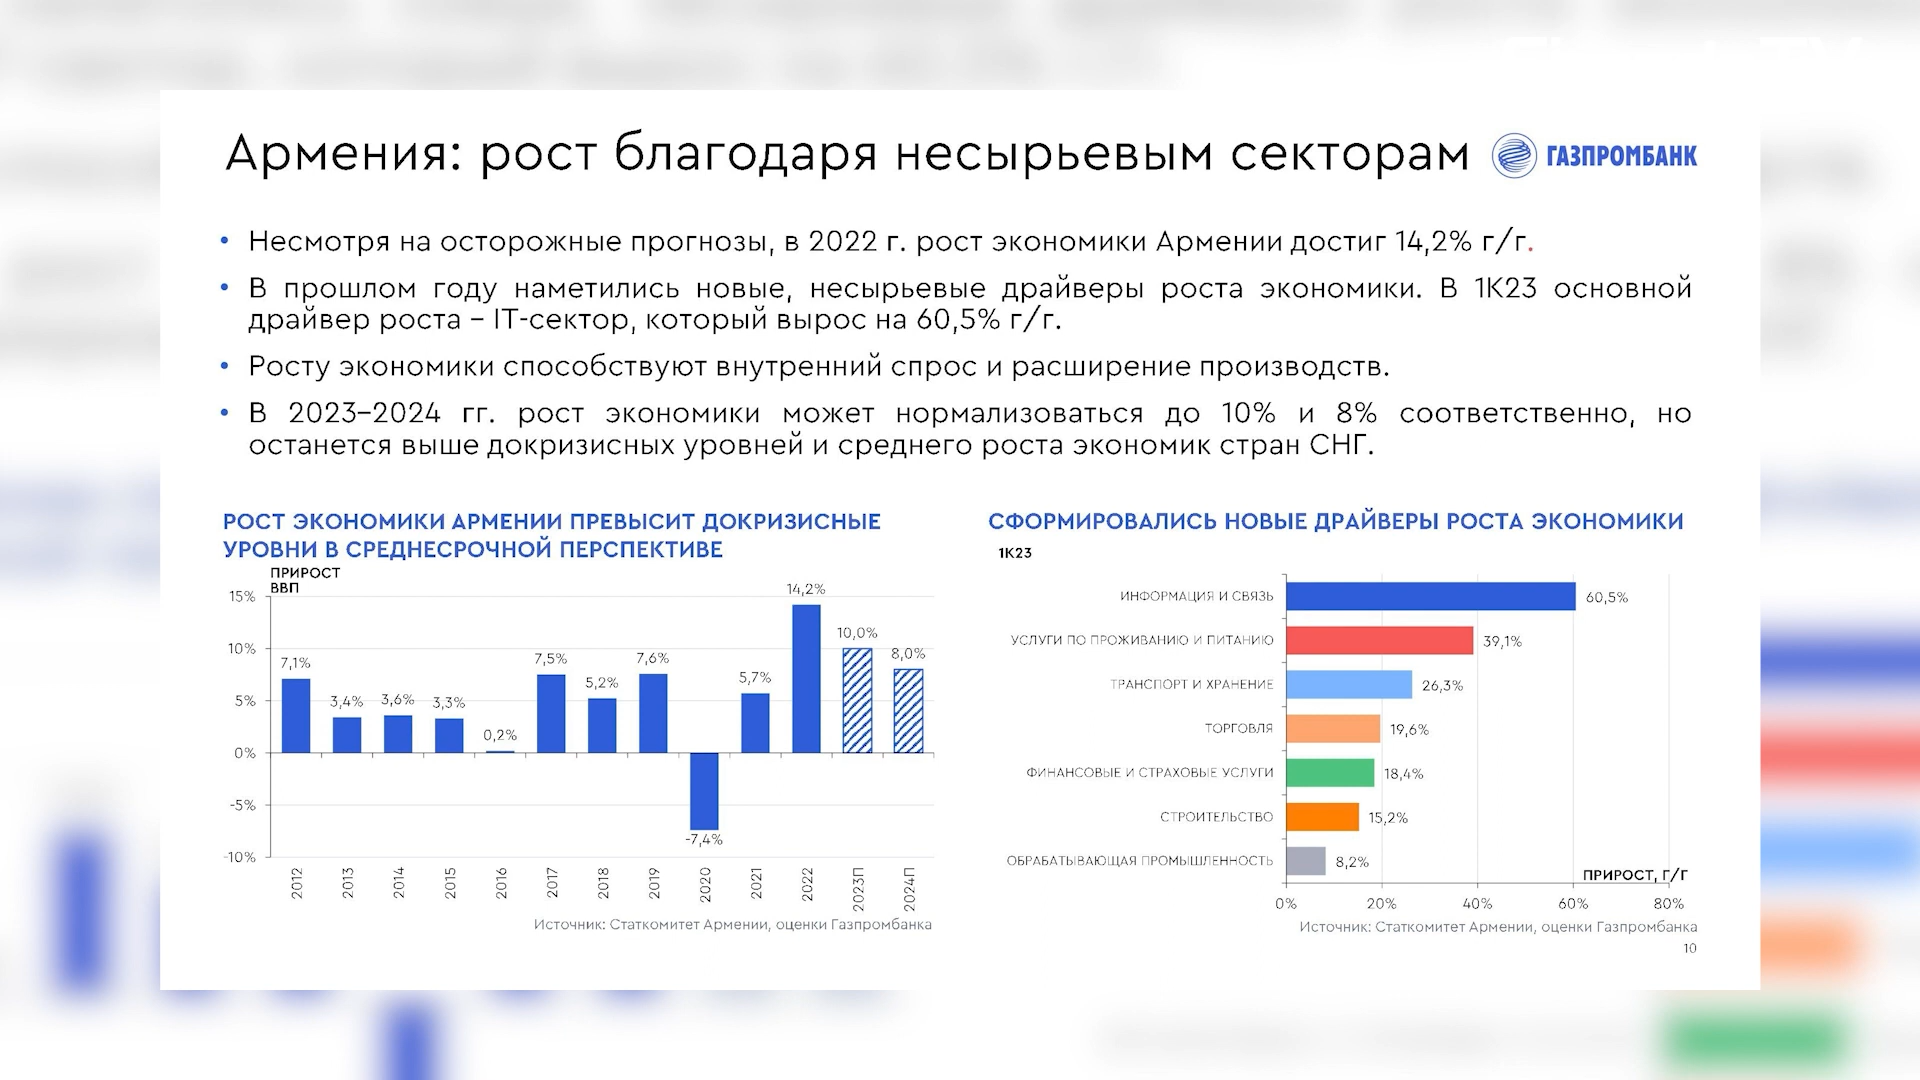 Армения: рост благодаря несырьевым секторам
ГАЗПРОМБАНК
• Несмотря на осторожные прогнозы, в 2022 г. рост экономики Армении достиг 14,2% г/г.
• В прошлом году наметились новые, несырьевые драйверы роста экономики. В 1К23 основной
драйвер роста – IT-сектор, который вырос на 60,5% г/г.
• Росту экономики способствуют внутренний спрос и расширение производств.
• В 2023–2024 гг. рост экономики может нормализоваться до 10% и 8% соответственно, но
останется выше докризисных уровней и среднего роста экономик стран СНГ.
РОСТ ЭКОНОМИКИ АРМЕНИИ ПРЕВЫСИТ ДОКРИЗИСНЫЕ
УРОВНИ В СРЕДНЕСРОЧНОЙ ПЕРСПЕКТИВЕ
ПРИРОСТ
ВВП
15%
10%
5%
0%
-5%
-10%
7,1%
3,4%
3,6%
3,3%
0,2%
7,5%
5,2%
7,6%
-7,4%
5,7%
14,2%
10,0%
8,0%
2012
2013
2014
2015
2016
2017
2018
2019
2020
2021
2022
2023П
2024П
Источник: Статкомитет Армении, оценки Газпромбанка
СФОРМИРОВАЛИСЬ НОВЫЕ ДРАЙВЕРЫ РОСТА ЭКОНОМИКИ
1К23
ИНФОРМАЦИЯ И СВЯЗЬ 60,5%
УСЛУГИ ПО ПРОЖИВАНИЮ И ПИТАНИЮ 39,1%
ТРАНСПОРТ И ХРАНЕНИЕ 26,3%
ТОРГОВЛЯ 19,6%
ФИНАНСОВЫЕ И СТРАХОВЫЕ УСЛУГИ 18,4%
СТРОИТЕЛЬСТВО 15,2%
ОБРАБАТЫВАЮЩАЯ ПРОМЫШЛЕННОСТЬ 8,2%
ПРИРОСТ, Г/Г
0% 20% 40% 60% 80%
Источник: Статкомитет Армении, оценки Газпромбанка
10